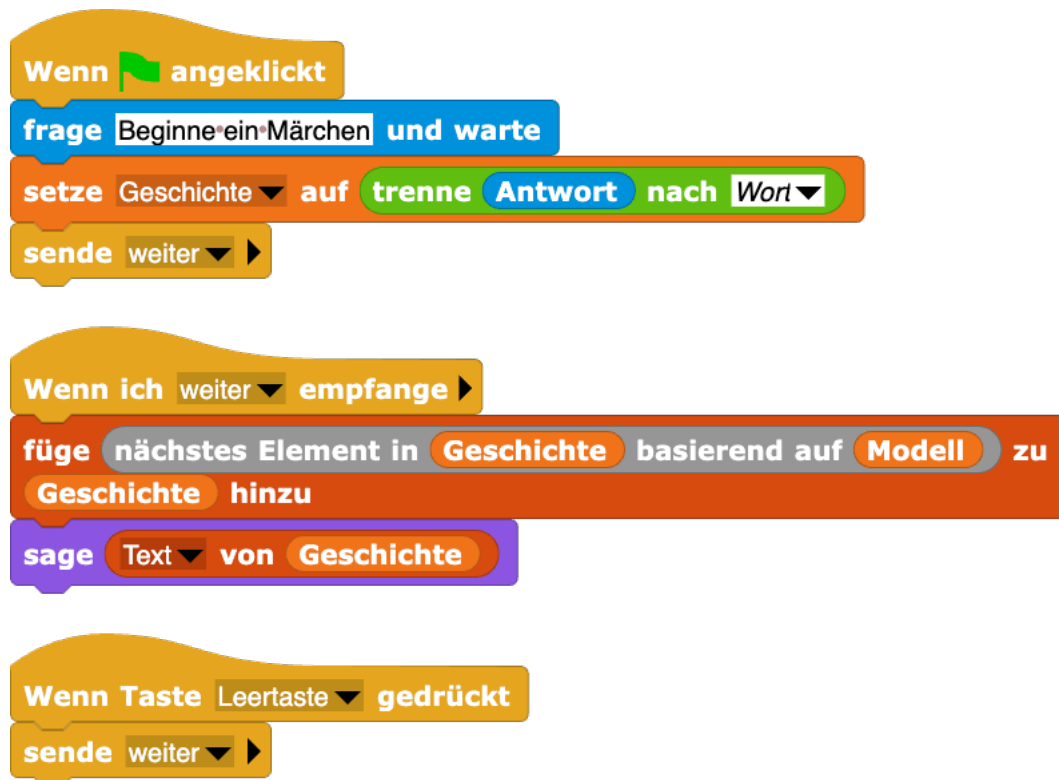 Wenn angeklickt
frage Beginne ein Märchen und warte
setze Geschichte auf trenne Antwort nach Wort
sende weiter
Wenn ich weiter empfange
füge nächstes Element in Geschichte basierend auf Modell zu
Geschichte hinzu
sage Text von Geschichte
Wenn Taste Leertaste gedrückt
sende weiter